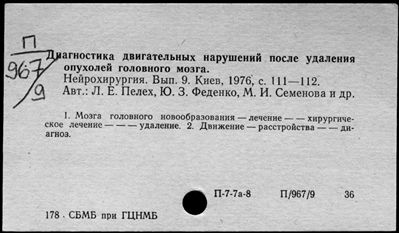 П
967/9
Диагностика двигательных нарушений после удаления
опухолей головного мозга.
Нейрохирургия. Вып. 9. Киев, 1976, с. 111—112.
Авт.: Л. Е. Пелех, Ю. З. Феденко, М. И. Семенова и др.
1. Мозга головного новообразования — лечение — — хирургиче-
ское лечение — — — удаление. 2. Движение — расстройства — — ди-
агноз.
П-7-7а-8 П/967/9 36
178 . СБМБ при ГЦНМБ